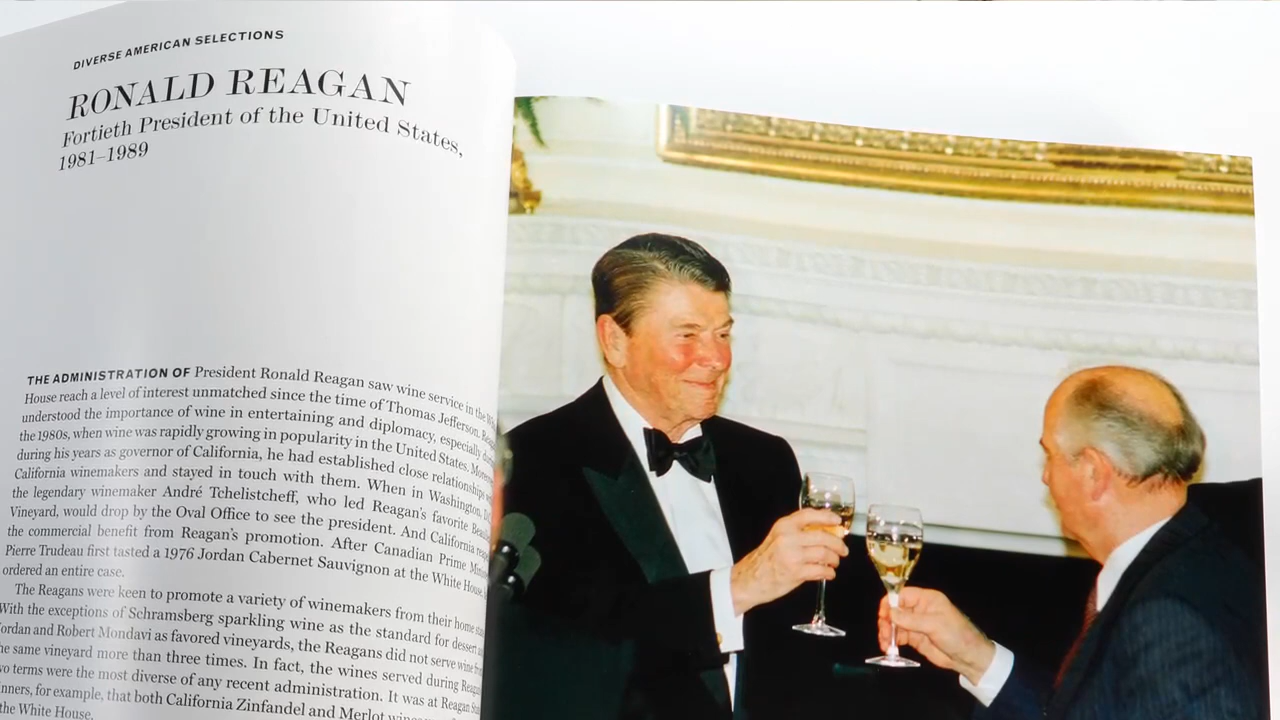 DIVERSE AMERICAN SELECTIONS
RONALD REAGAN
Fortieth President of the United States,
1981–1989
THE ADMINISTRATION OF President Ronald Reagan saw wine service in the
House reach a level of interest unmatched since the time of Thomas Jefferson.
understood the importance of wine in entertaining and diplomacy, especially
the 1980s, when wine was rapidly growing in popularity in the United States.
during his years as governor of California, he had established close relationships
California winemakers and stayed in touch with them. When in Washington,
the legendary winemaker André Tchelistcheff, who led Reagan's favorite
Vineyard, would drop by the Oval Office to see the president. And California
the commercial benefit from Reagan's promotion. After Canadian Prime
Pierre Trudeau first tasted a 1976 Jordan Cabernet Sauvignon at the White House,
ordered an entire case.
The Reagans were keen to promote a variety of winemakers from their home
With the exceptions of Schramsberg sparkling wine as the standard for dessert
Jordan and Robert Mondavi as favored vineyards, the Reagans did not serve wine
the same vineyard more than three times. In fact, the wines served during
two terms were the most diverse of any recent administration. It was at Reagan
dinners, for example, that both California Zinfandel and Merlot
the White House.